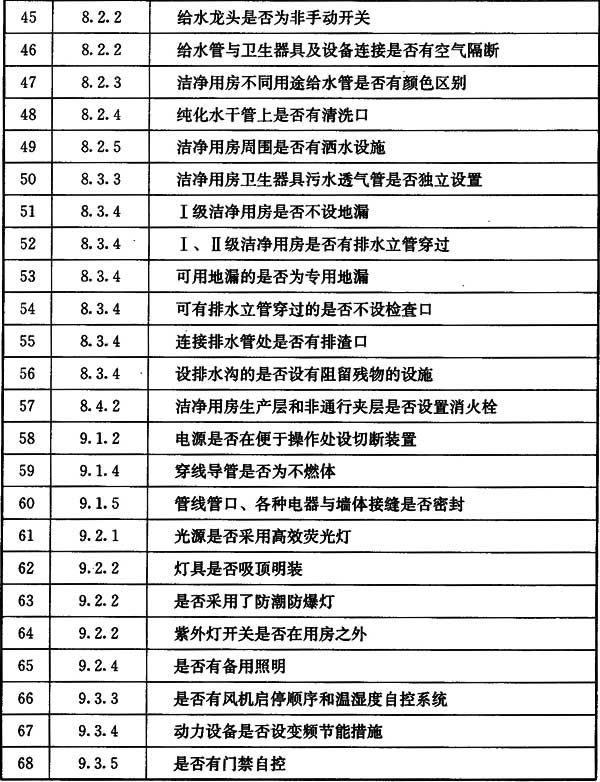 45 8.2.2 给水龙头是否为非手动开关
46 8.2.2 给水管与卫生器具及设备连接是否有空气隔断
47 8.2.3 洁净用房不同用途给水管是否有颜色区别
48 8.2.4 纯化水干管上是否有清洗口
49 8.2.5 洁净用房周围是否有洒水设施
50 8.3.3 洁净用房卫生器具污水透气管是否独立设置
51 8.3.4 Ⅰ级洁净用房是否不设地漏
52 8.3.4 Ⅰ、Ⅱ级洁净用房是否有排水立管穿过
53 8.3.4 可用地漏的是否为专用地漏
54 8.3.4 可有排水立管穿过的是否不设检查口
55 8.3.4 连接排水管处是否有排渣口
56 8.3.4 设排水沟的是否设有阻留残物的设施
57 8.4.2 洁净用房生产层和非通行夹层是否设置消火栓
58 9.1.2 电源是否在便于操作处设切断装置
59 9.1.4 穿线导管是否为不燃体
60 9.1.5 管线管口、各种电器与墙体接缝是否密封
61 9.2.1 光源是否采用高效荧光灯
62 9.2.2 灯具是否吸顶明装
63 9.2.2 是否采用了防潮防爆灯
64 9.2.2 紫外灯开关是否在用房之外
65 9.2.4 是否有备用照明
66 9.3.3 是否有风机启停顺序和温湿度自控系统
67 9.3.4 动力设备是否设变频节能措施
68 9.3.5 是否有门禁自控